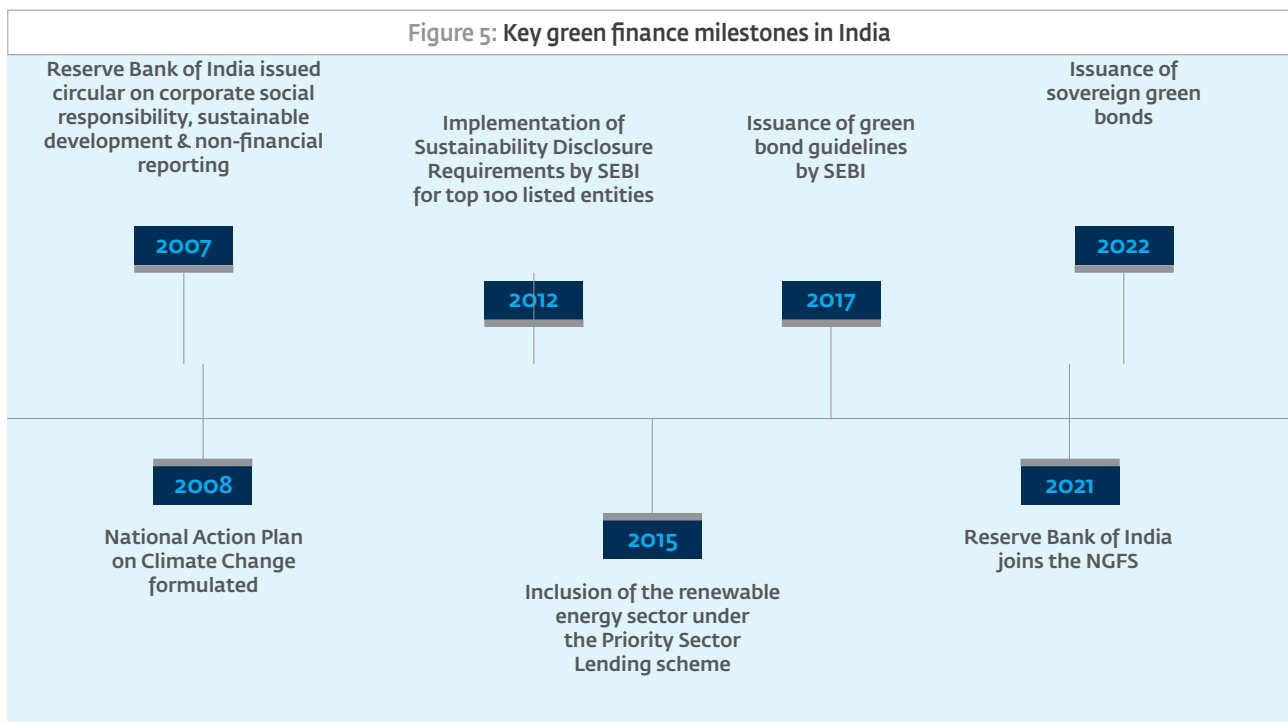 Figure 5: Key green finance milestones in India
Reserve Bank of India issued
circular on corporate social
responsibility, sustainable
development & non-financial
reporting
2007
Implementation of
Sustainability Disclosure
Requirements by SEBI
for top 100 listed entities
2012
Issuance of green
bond guidelines
by SEBI
2017
Issuance of
sovereign green
bonds
2022
2008
National Action Plan
on Climate Change
formulated
2015
Inclusion of the renewable
energy sector under
the Priority Sector
Lending scheme
2021
Reserve Bank of India
joins the NGFS